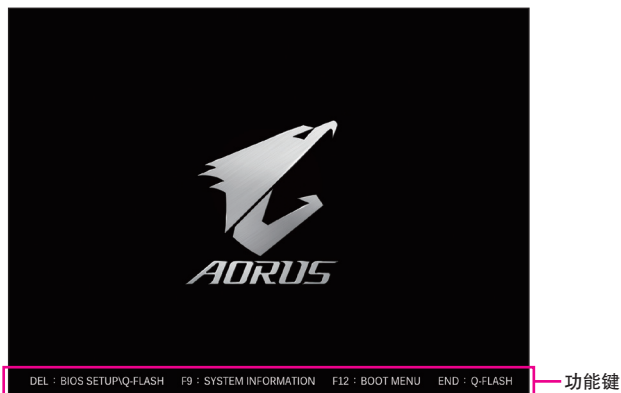 AORUS
DEL : BIOS SETUP\Q-FLASH F9 : SYSTEM INFORMATION F12 : BOOT MENU END : Q-FLASH
功能键